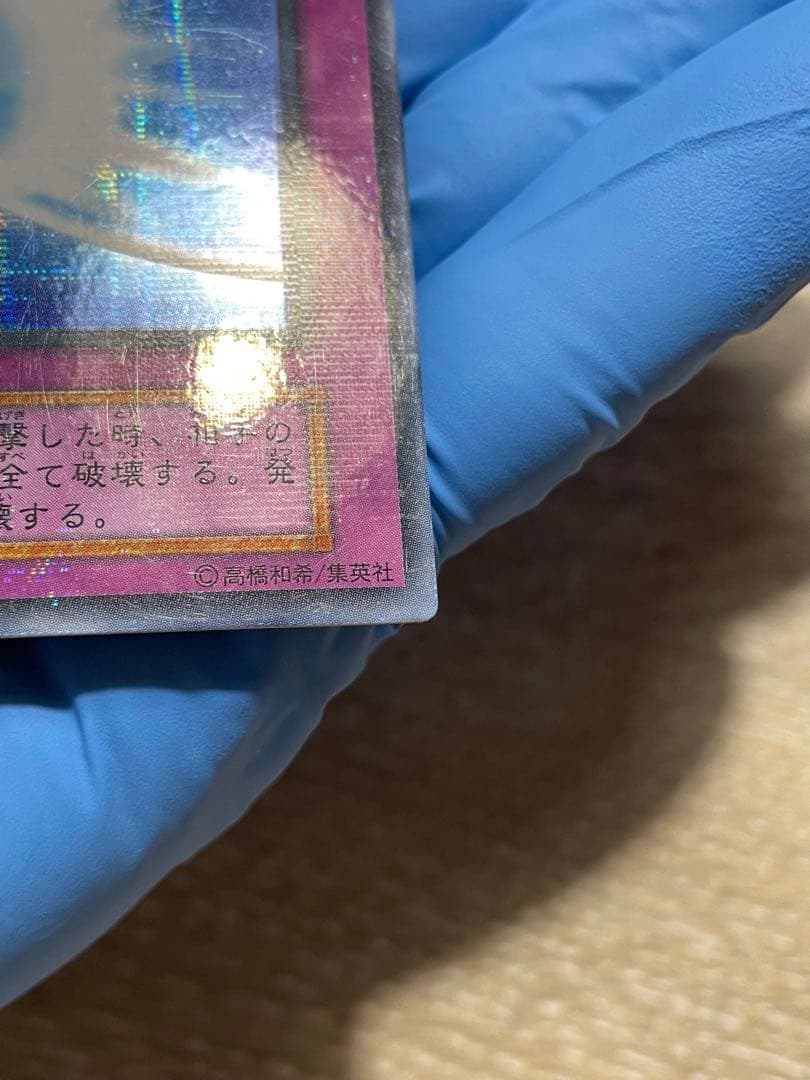 撃した時、相手の
全て破壊する。発
壊する。
©高橋和希/集英社